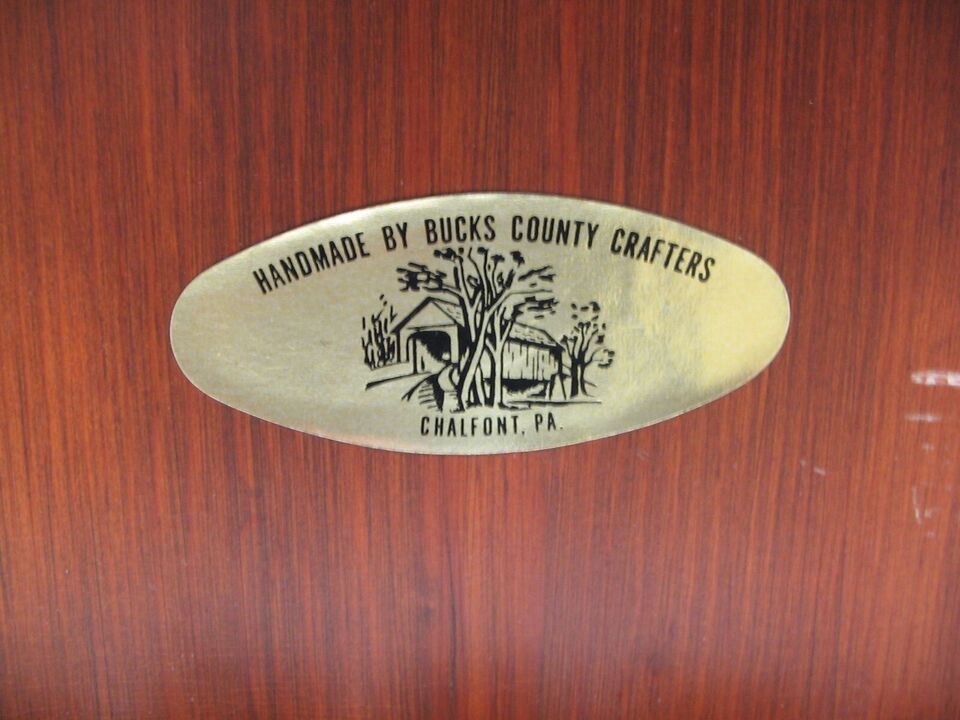 HANDMADE BY BUCKS COUNTY CRAFTERS
CHALFONT, PA.